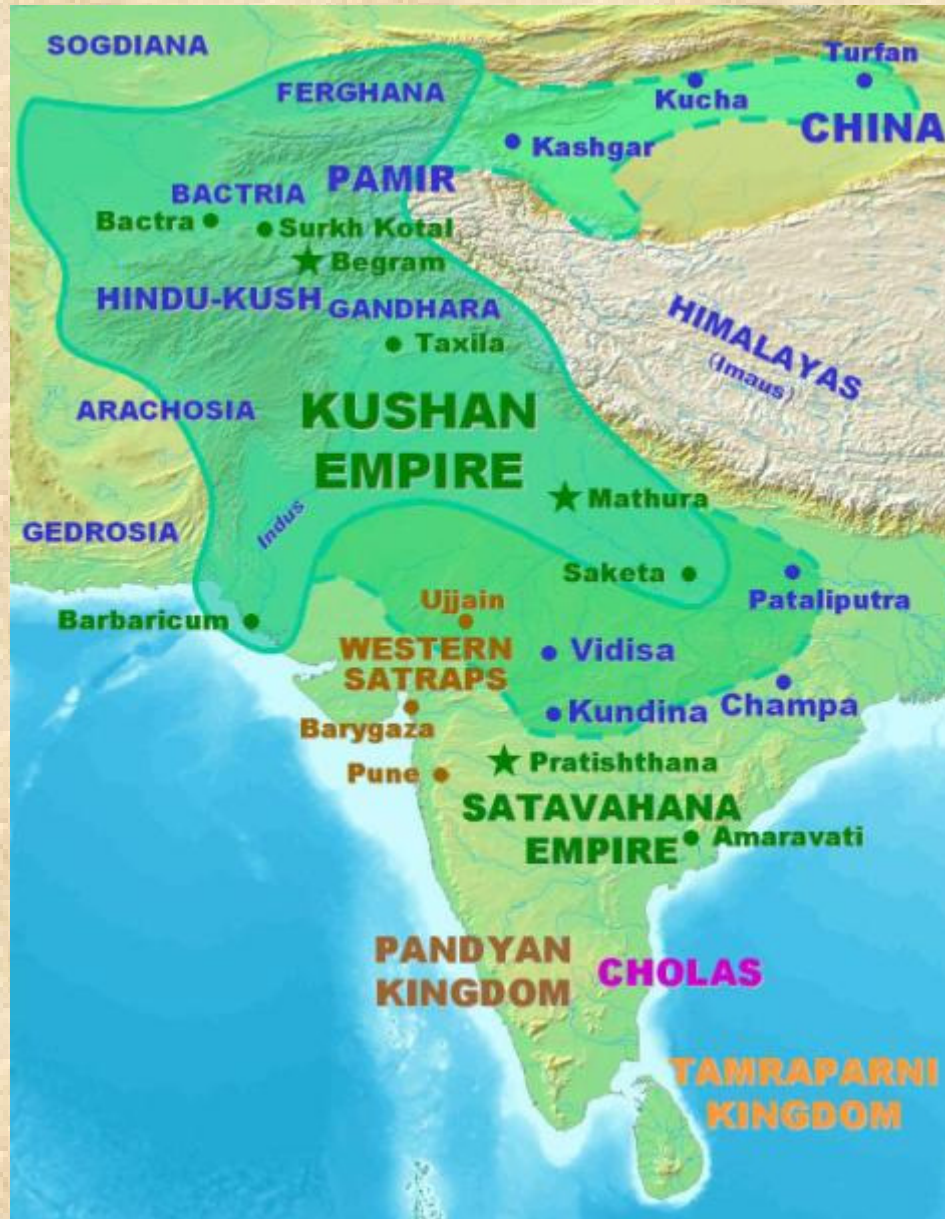 SOGDIANA
Turfan
FERGHANA
Kucha
CHINA
Kashgar
PAMIR
BACTRIA
Bactra
Surkh Kotal
Begram
HINDU-KUSH
GANDHARA
HIMALAYAS
(Imaus)
Taxila
ARACHOSIA
KUSHAN
EMPIRE
Mathura
Indus
GEDROSIA
Saketa
Pataliputra
Ujjain
Barbaricum
WESTERN
SATRAPS
Vidisa
Barygaza
Kundina
Champa
Pune
Pratishthana
SATAVAHANA
EMPIRE
Amaravati
PANDYAN
KINGDOM
CHOLAS
TAMRAPARNI
KINGDOM